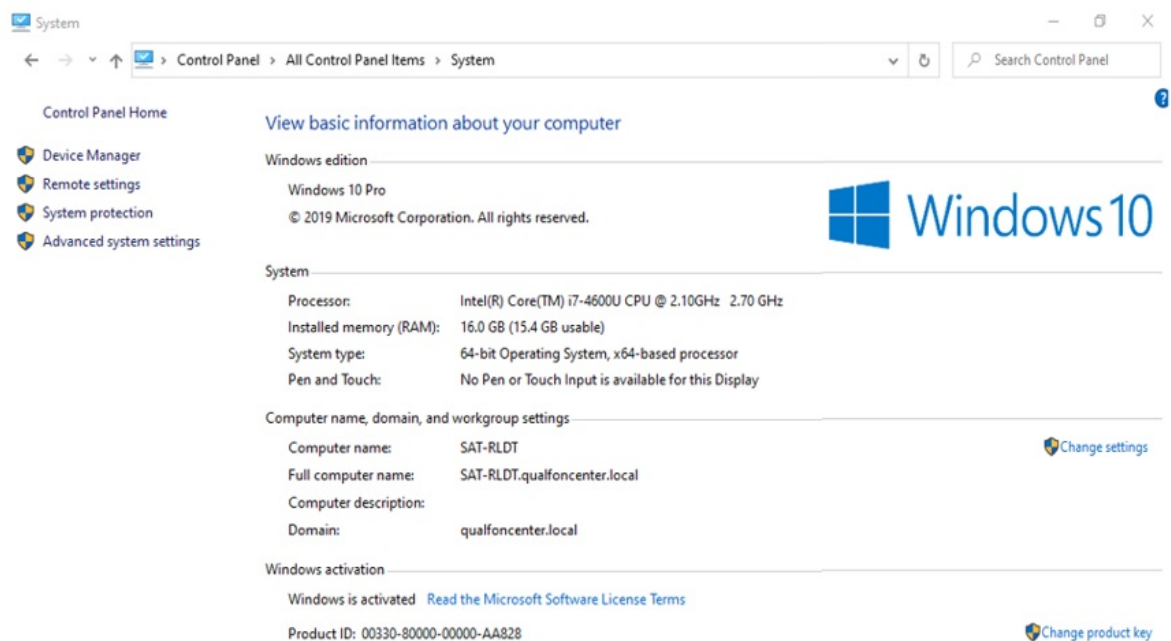 System
Control Panel > All Control Panel Items > System
Search Control Panel
?
Control Panel Home
Device Manager
Remote settings
System protection
Advanced system settings
View basic information about your computer
Windows edition
Windows 10 Pro
© 2019 Microsoft Corporation. All rights reserved.
Windows 10
System
Processor: Intel(R) Core(TM) i7-4600U CPU @ 2.10GHz 2.70 GHz
Installed memory (RAM): 16.0 GB (15.4 GB usable)
System type: 64-bit Operating System, x64-based processor
Pen and Touch: No Pen or Touch Input is available for this Display
Computer name, domain, and workgroup settings
Computer name: SAT-RLDT
Change settings
Full computer name: SAT-RLDT.qualfoncenter.local
Computer description:
Domain: qualfoncenter.local
Windows activation
Windows is activated Read the Microsoft Software License Terms
Product ID: 00330-80000-00000-AA828
Change product key